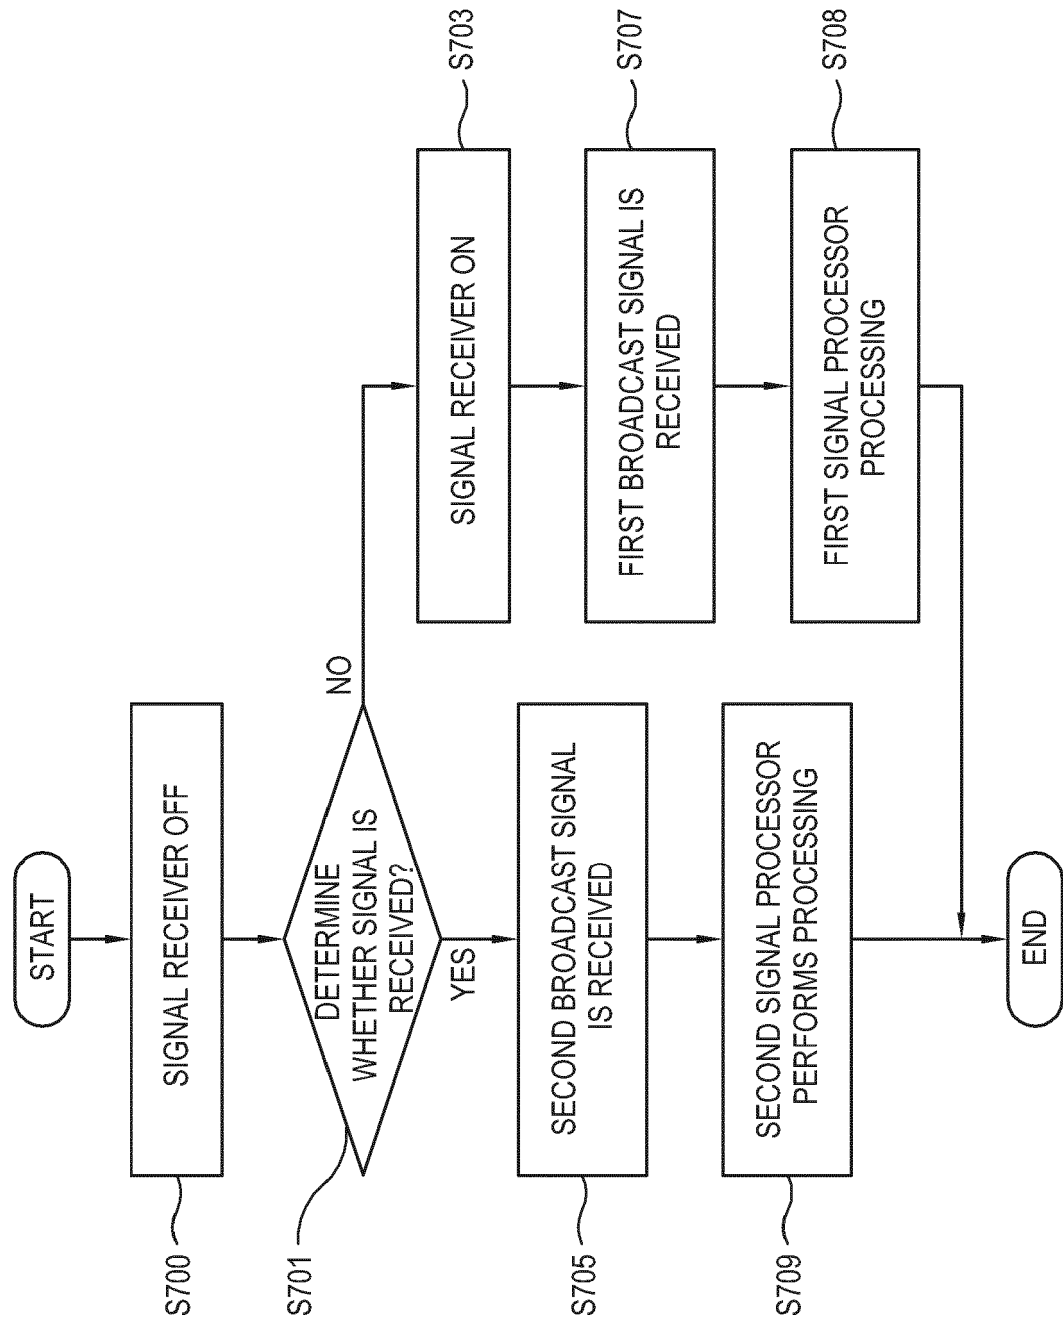 START
S700
SIGNAL RECEIVER OFF
S701
DETERMINE
WHETHER SIGNAL IS
RECEIVED?
NO
YES
S703
SIGNAL RECEIVER ON
S705
SECOND BROADCAST SIGNAL
IS RECEIVED
S707
FIRST BROADCAST SIGNAL IS
RECEIVED
S709
SECOND SIGNAL PROCESSOR
PERFORMS PROCESSING
S708
FIRST SIGNAL PROCESSOR
PROCESSING
END